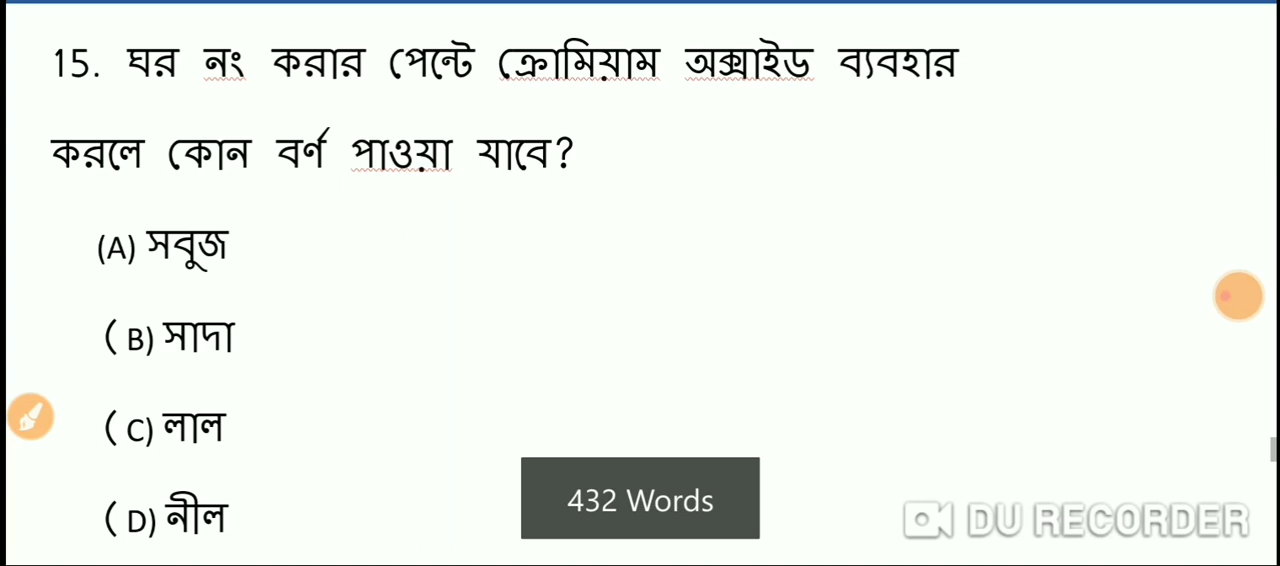 15. ঘর নং করার পেন্টে ক্রোমিয়াম অক্সাইড ব্যবহার
করলে কোন বর্ণ পাওয়া যাবে?
(A) সবুজ
( B) সাদা
( C) লাল
( D) নীল
432 Words
DU RECORDER